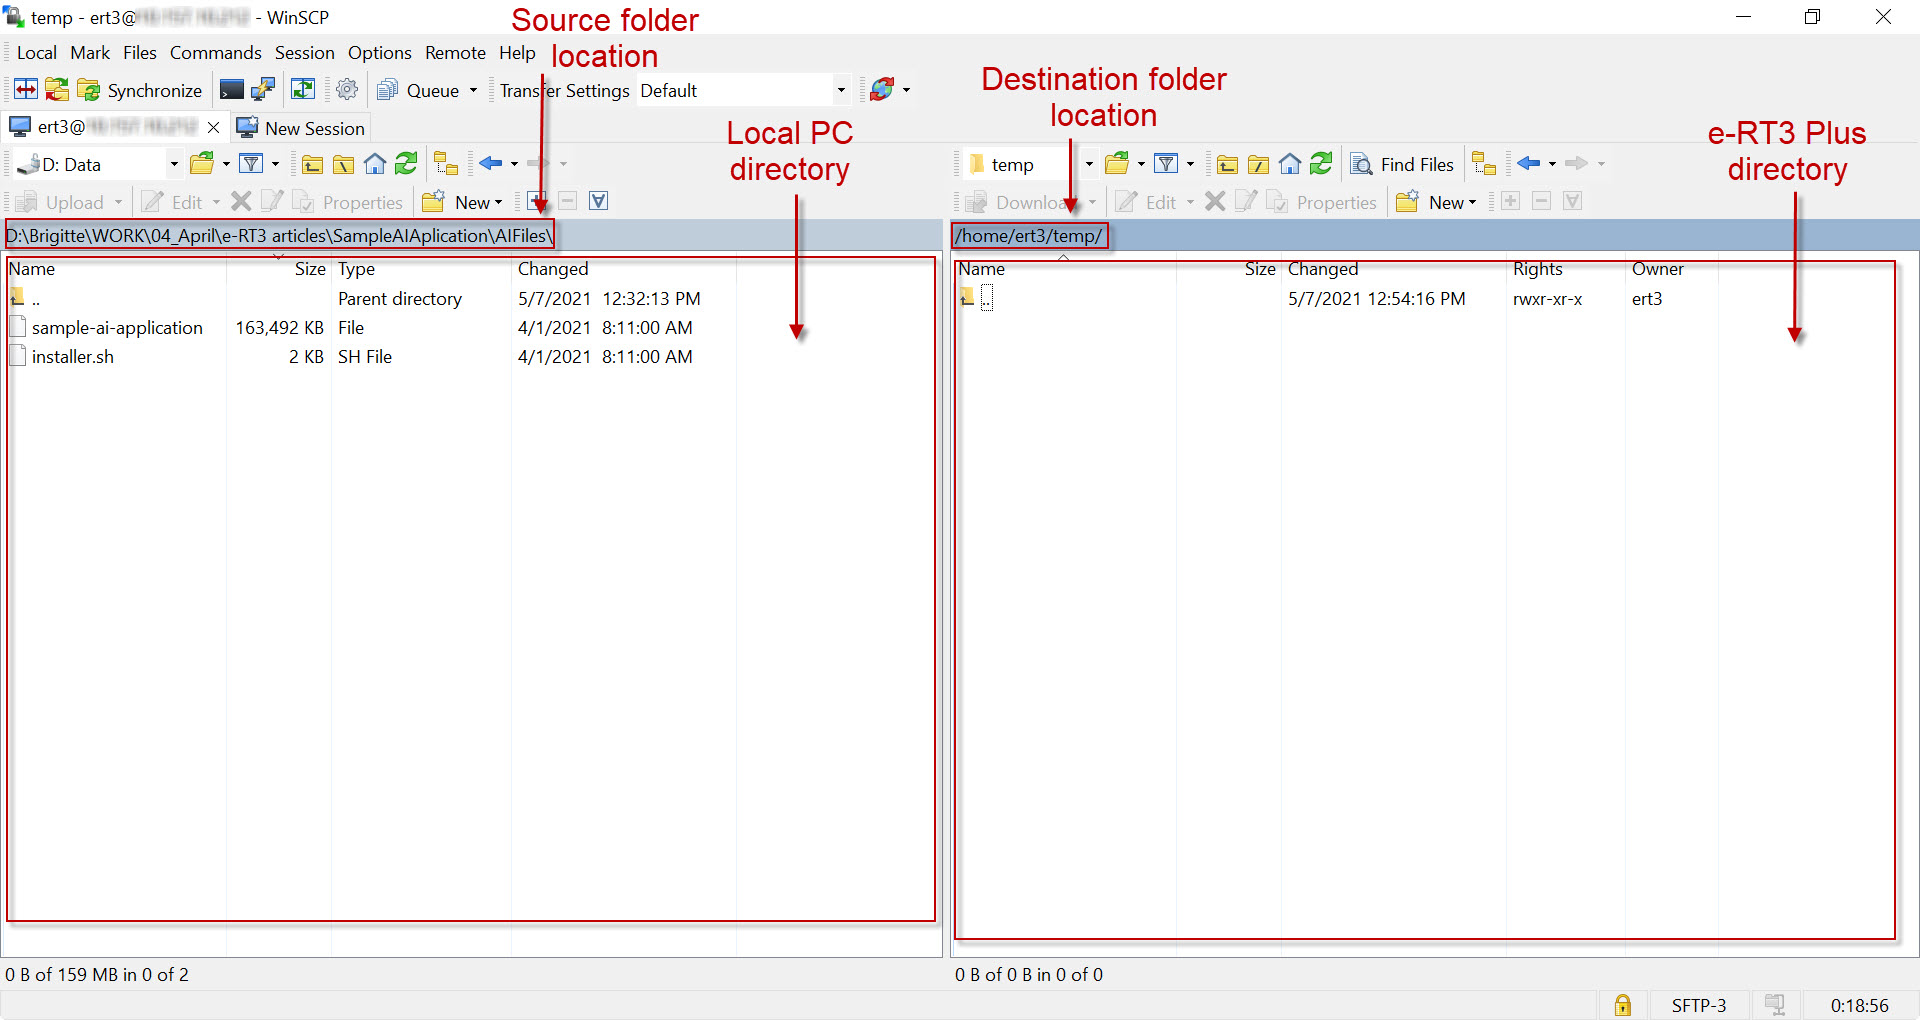 temp - ert3@ - WinSCP
Source folder
location
Local Mark Files Commands Session Options Remote Help
Synchronize Queue Transfer Settings Default
Destination folder
location
ert3@ New Session
Local PC
directory
e-RT3 Plus
directory
D: Data
temp Find Files
Upload Edit Properties New
Download Edit Properties New
D:\Brigitte\WORK\04_April\e-RT3 articles\SampleAIAplication\AIFiles\
/home/ert3/temp/
Name Size Type Changed
.. Parent directory 5/7/2021 12:32:13 PM
sample-ai-application 163,492 KB File 4/1/2021 8:11:00 AM
installer.sh 2 KB SH File 4/1/2021 8:11:00 AM
Name Size Changed Rights Owner
.. 5/7/2021 12:54:16 PM rwxr-xr-x ert3
0 B of 159 MB in 0 of 2
0 B of 0 B in 0 of 0
SFTP-3 0:18:56